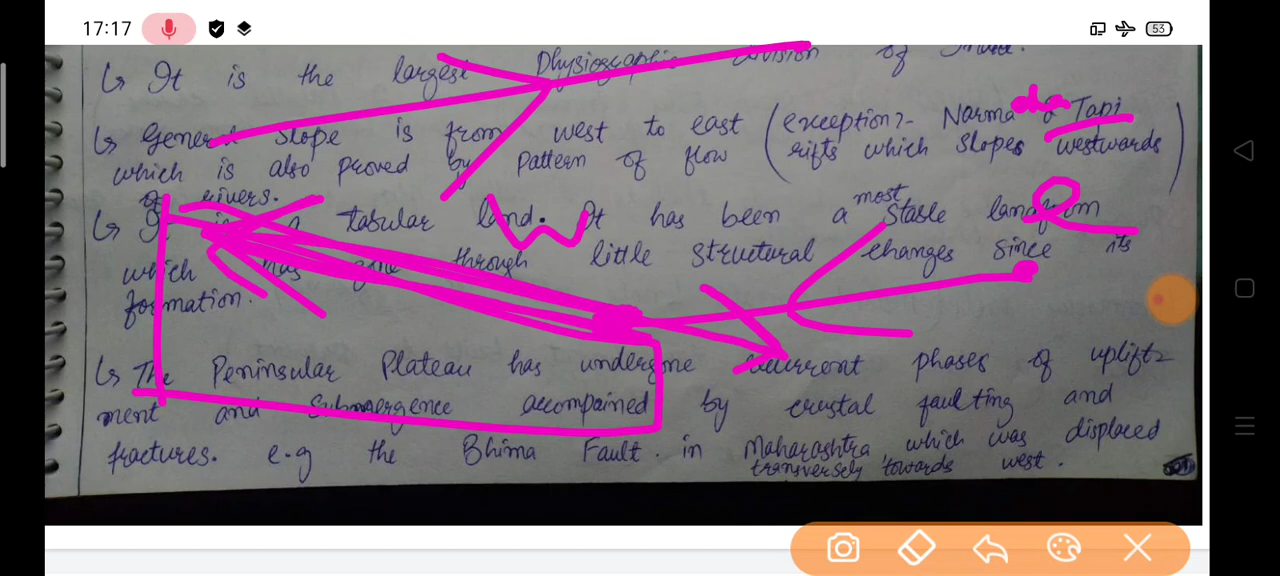 17:17
53
↳ It is the largest Physiographic division of India.
↳ General Slope is from west to east (exception:- Narmada & Tapi
which is also proved by pattern of flow rifts which slopes westwards)
of rivers.
↳ It is a tabular land. It has been a most stable landform
which has gone through little structural changes since its
formation.
↳ The Peninsular Plateau has undergone recurrent phases of uplift-
ment and Submergence accompained by crustal faulting and
fractures. e.g the Bhima Fault in Maharashtra which was displaced
transversely towards west.